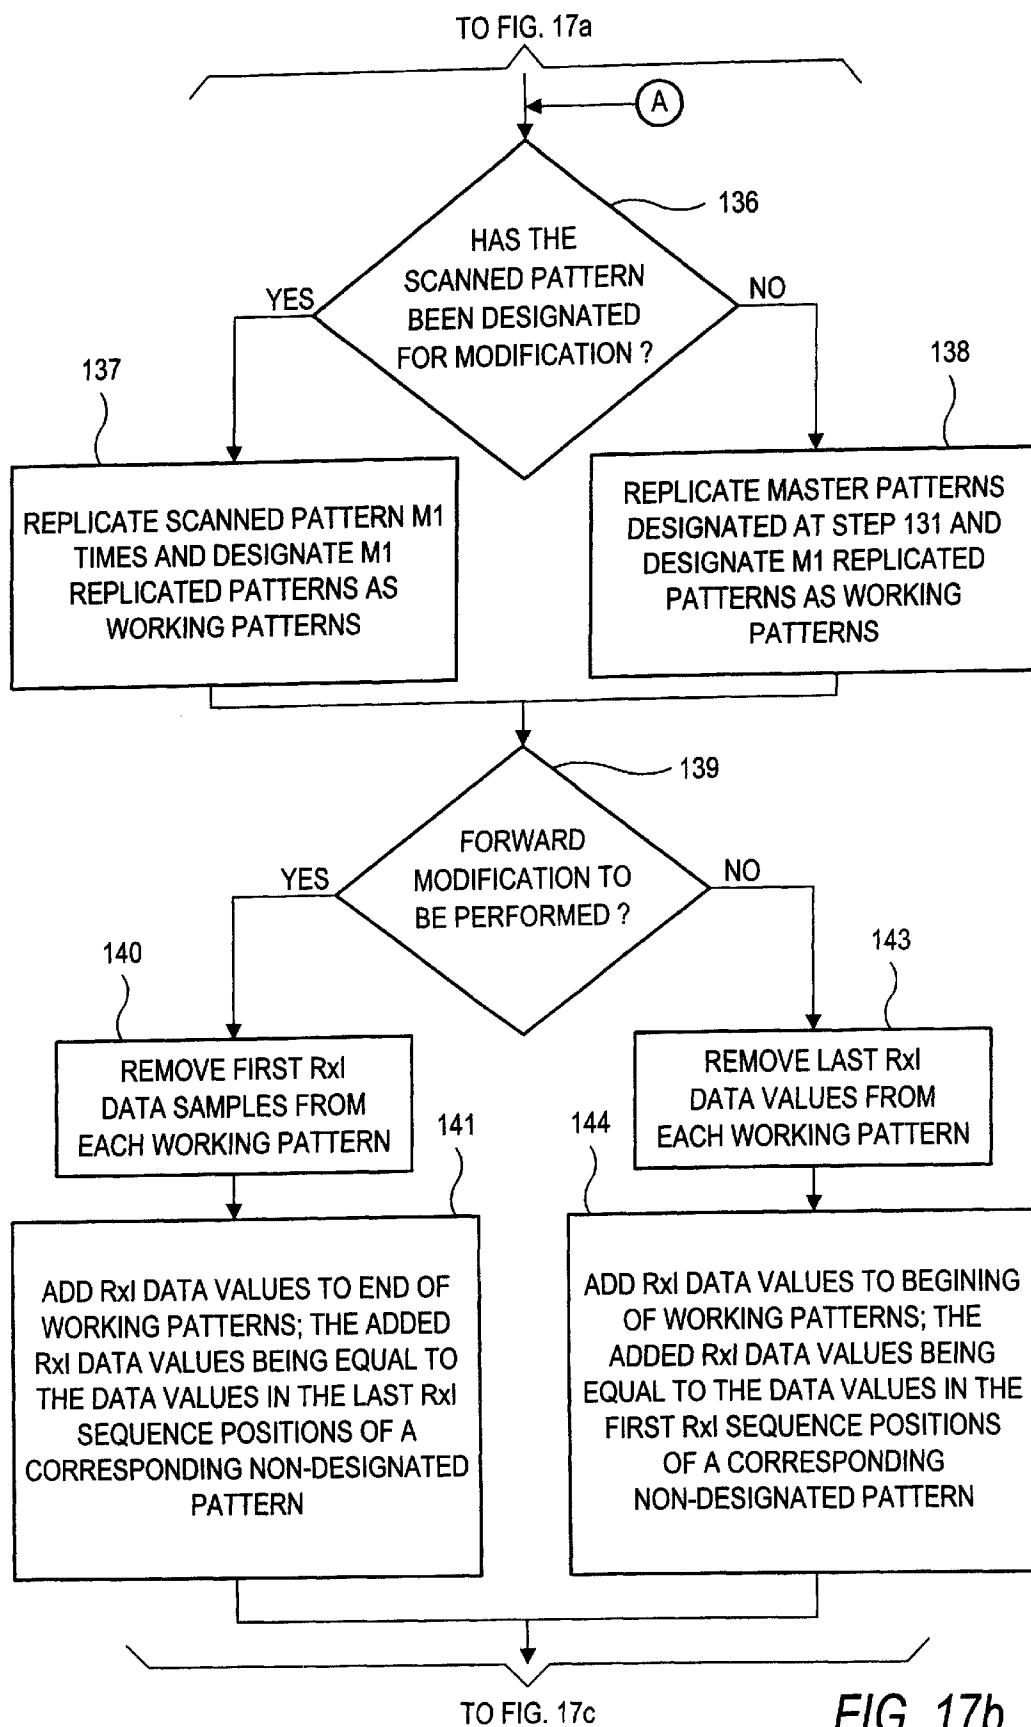 TO FIG. 17a
A
136
HAS THE
SCANNED PATTERN
BEEN DESIGNATED
FOR MODIFICATION ?
YES
NO
137
138
REPLICATE SCANNED PATTERN M1
TIMES AND DESIGNATE M1
REPLICATED PATTERNS AS
WORKING PATTERNS
REPLICATE MASTER PATTERNS
DESIGNATED AT STEP 131 AND
DESIGNATE M1 REPLICATED
PATTERNS AS WORKING
PATTERNS
139
FORWARD
MODIFICATION TO
BE PERFORMED ?
YES
NO
140
143
REMOVE FIRST RxI
DATA SAMPLES FROM
EACH WORKING PATTERN
REMOVE LAST RxI
DATA VALUES FROM
EACH WORKING PATTERN
141
144
ADD RxI DATA VALUES TO END OF
WORKING PATTERNS; THE ADDED
RxI DATA VALUES BEING EQUAL TO
THE DATA VALUES IN THE LAST RxI
SEQUENCE POSITIONS OF A
CORRESPONDING NON-DESIGNATED
PATTERN
ADD RxI DATA VALUES TO BEGINING
OF WORKING PATTERNS; THE
ADDED RxI DATA VALUES BEING
EQUAL TO THE DATA VALUES IN THE
FIRST RxI SEQUENCE POSITIONS
OF A CORRESPONDING
NON-DESIGNATED PATTERN
TO FIG. 17c
FIG. 17b